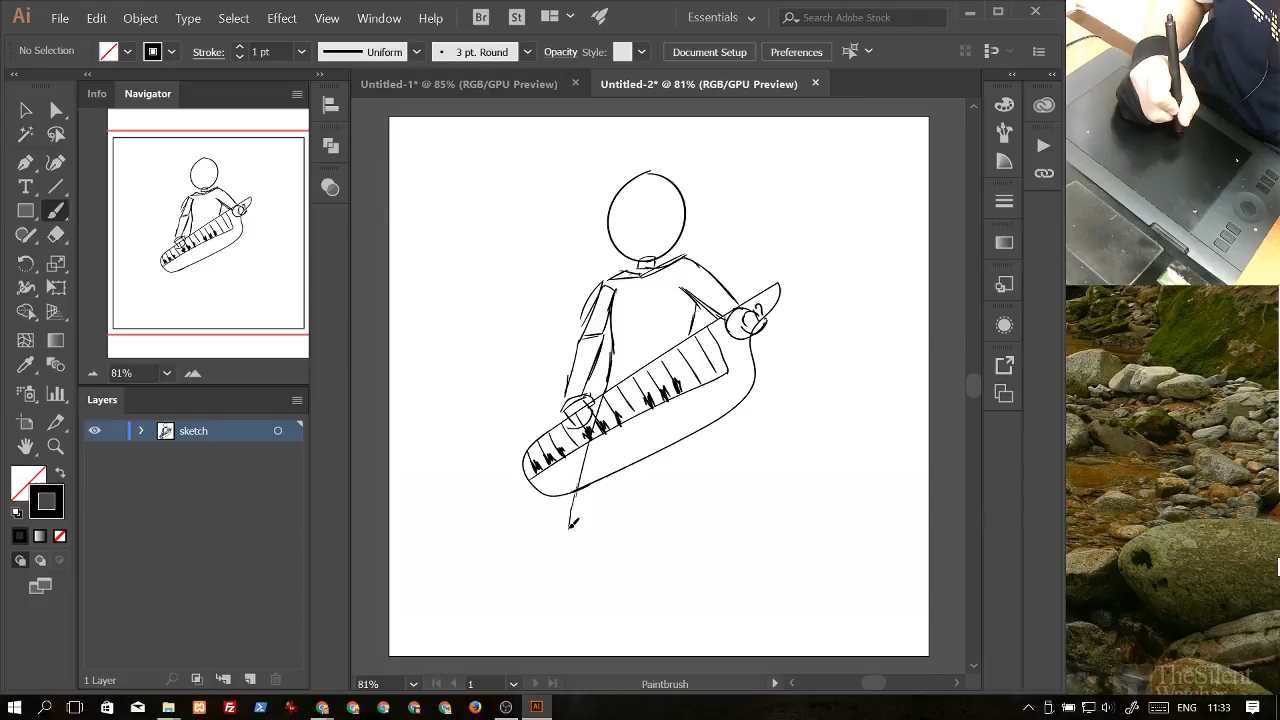 Ai File Edit Object Type Select Effect View Window Help Br St Essentials Search Adobe Stock
No Selection Stroke: 1 pt Uniform 3 pt. Round Opacity Style: Document Setup Preferences
Info Navigator
Untitled-1* @ 85% (RGB/GPU Preview) Untitled-2* @ 81% (RGB/GPU Preview)
81%
Layers
sketch
1 Layer
81% 1 Paintbrush
TheSilent
Watcher
ENG 11:33